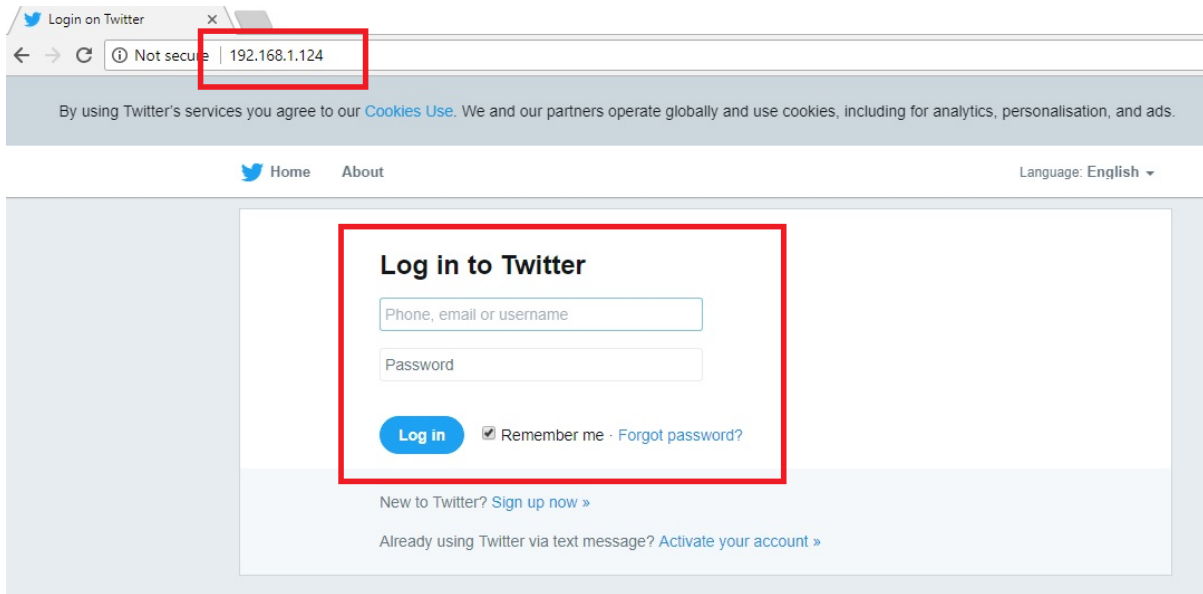 Login on Twitter
Not secure 192.168.1.124
By using Twitter's services you agree to our Cookies Use. We and our partners operate globally and use cookies, including for analytics, personalisation, and ads.
Home About Language: English
Log in to Twitter
Phone, email or username
Password
Log in Remember me · Forgot password?
New to Twitter? Sign up now »
Already using Twitter via text message? Activate your account »